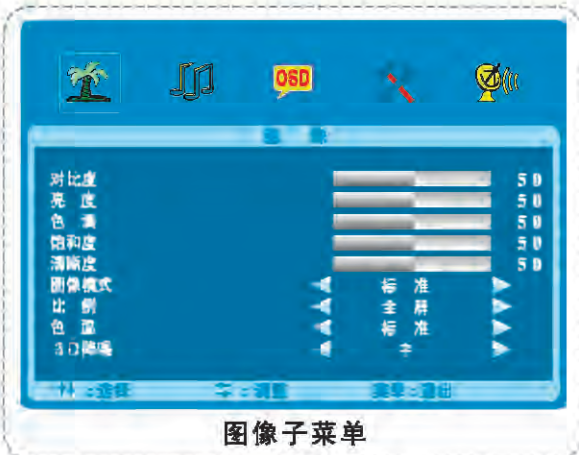 OSD
图 像
对比度 50
亮 度 50
色 50
饱和度 50
清晰度 50
图像模式 标 准
比 例 全 屏
色 温 标 准
3D降噪
:选择 :调整 菜单:退出
图像子菜单